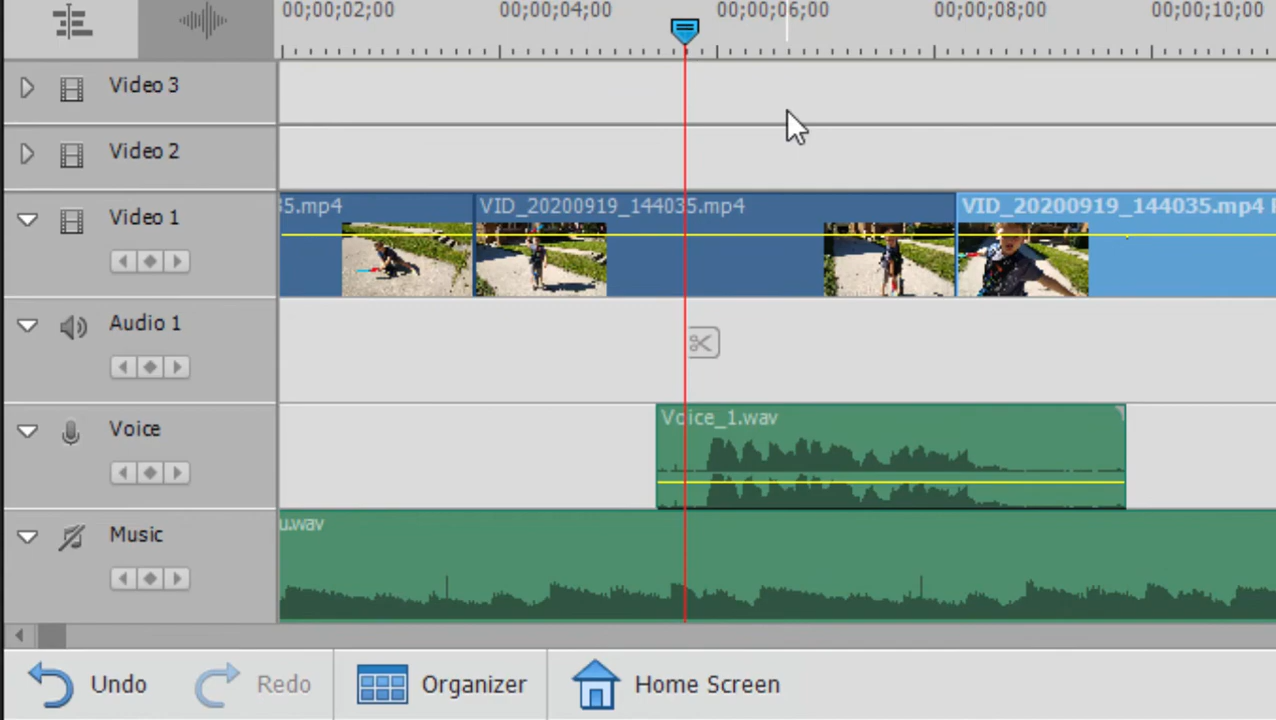 00;00;02;00 00;00;04;00 00;00;06;00 00;00;08;00 00;00;10;00
Video 3
Video 2
Video 1
35.mp4 VID_20200919_144035.mp4 VID_20200919_144035.mp4
Audio 1
Voice
Voice_1.wav
Music
u.wav
Undo Redo Organizer Home Screen